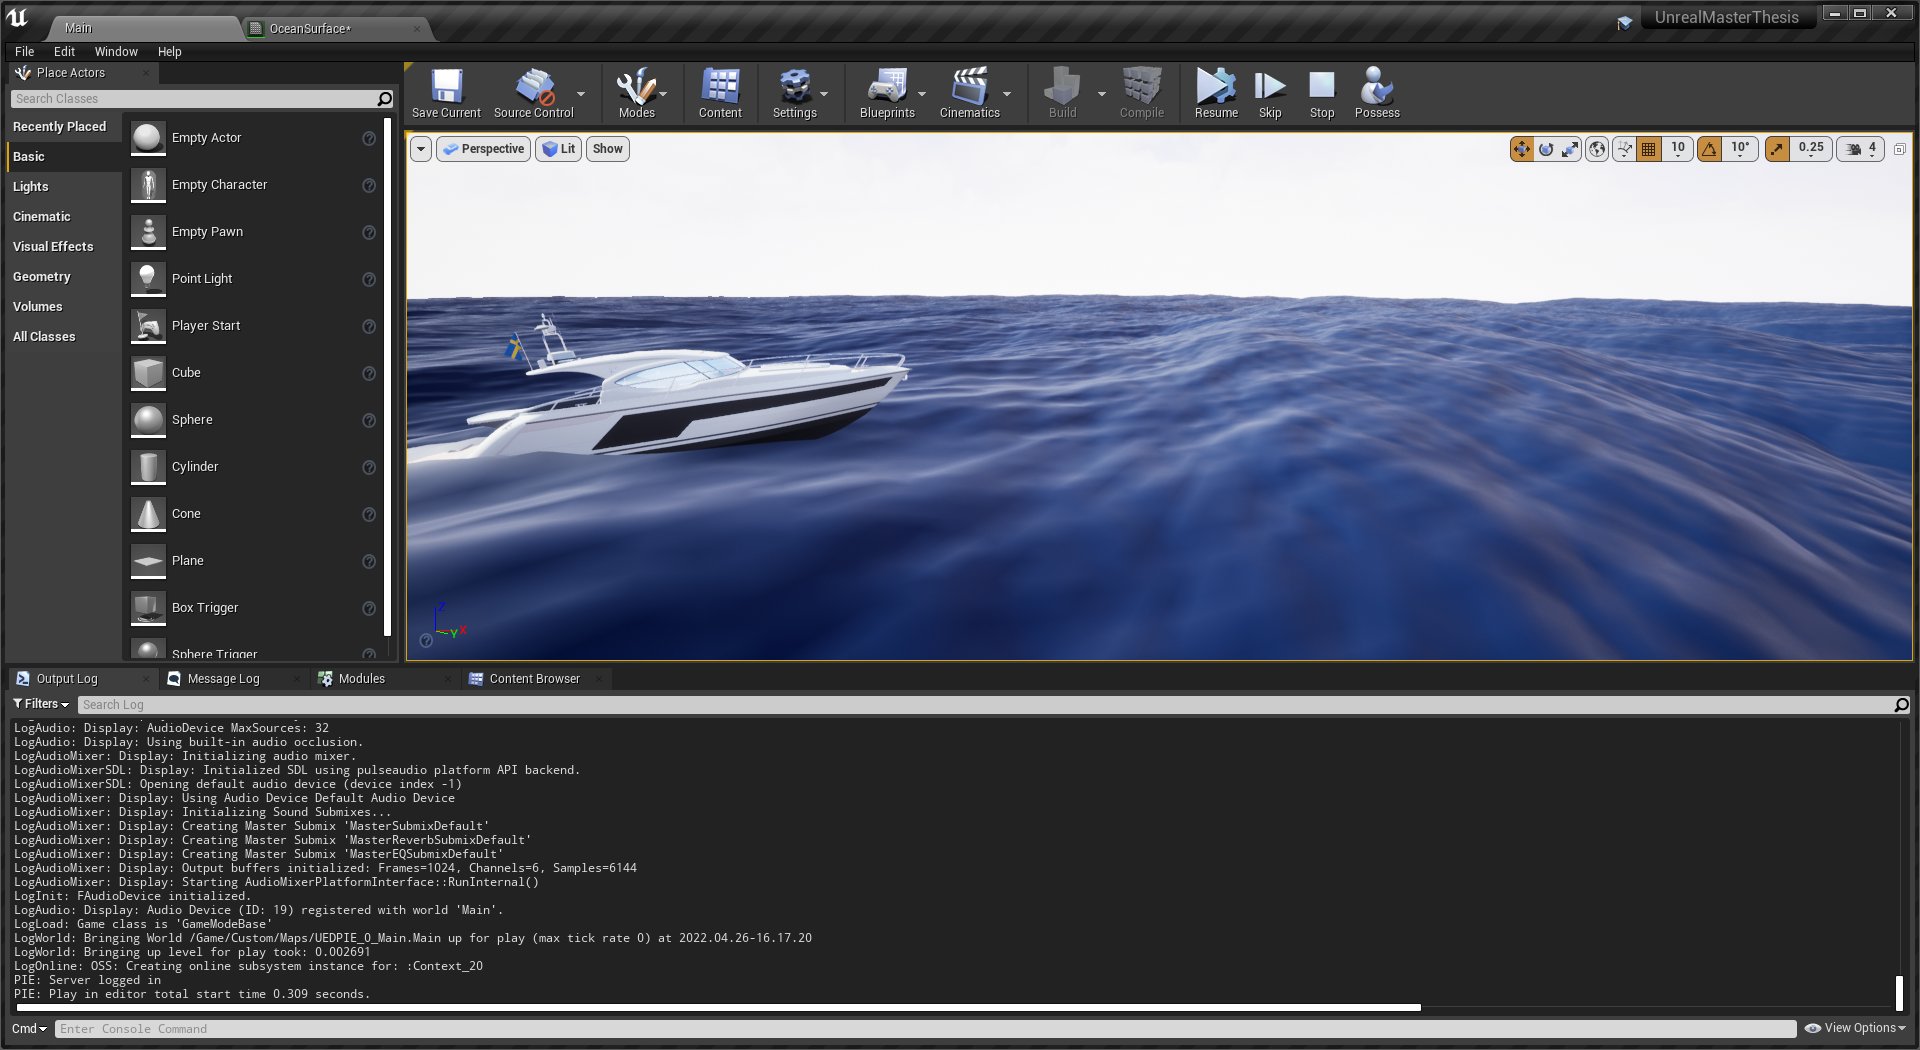 Main
OceanSurface*
UnrealMasterThesis
File Edit Window Help
Place Actors
Search Classes
Recently Placed
Basic
Lights
Cinematic
Visual Effects
Geometry
Volumes
All Classes
Empty Actor
Empty Character
Empty Pawn
Point Light
Player Start
Cube
Sphere
Cylinder
Cone
Plane
Box Trigger
Sphere Trigger
Save Current
Source Control
Modes
Content
Settings
Blueprints
Cinematics
Build
Compile
Resume
Skip
Stop
Possess
Perspective
Lit
Show
10
10°
0.25
4
Z
X
Y
Output Log
Message Log
Modules
Content Browser
Filters
Search Log
LogAudio: Display: AudioDevice MaxSources: 32
LogAudio: Display: Using built-in audio occlusion.
LogAudioMixer: Display: Initializing audio mixer.
LogAudioMixerSDL: Display: Initialized SDL using pulseaudio platform API backend.
LogAudioMixerSDL: Opening default audio device (device index -1)
LogAudioMixer: Display: Using Audio Device Default Audio Device
LogAudioMixer: Display: Initializing Sound Submixes...
LogAudioMixer: Display: Creating Master Submix 'MasterSubmixDefault'
LogAudioMixer: Display: Creating Master Submix 'MasterReverbSubmixDefault'
LogAudioMixer: Display: Creating Master Submix 'MasterEQSubmixDefault'
LogAudioMixer: Display: Output buffers initialized: Frames=1024, Channels=6, Samples=6144
LogAudioMixer: Display: Starting AudioMixerPlatformInterface::RunInternal()
LogInit: FAudioDevice initialized.
LogAudio: Display: Audio Device (ID: 19) registered with world 'Main'.
LogLoad: Game class is 'GameModeBase'
LogWorld: Bringing World /Game/Custom/Maps/UEDPIE_0_Main.Main up for play (max tick rate 0) at 2022.04.26-16.17.20
LogWorld: Bringing up level for play took: 0.002691
LogOnline: OSS: Creating online subsystem instance for: :Context_20
PIE: Server logged in
PIE: Play in editor total start time 0.309 seconds.
Cmd
Enter Console Command
View Options